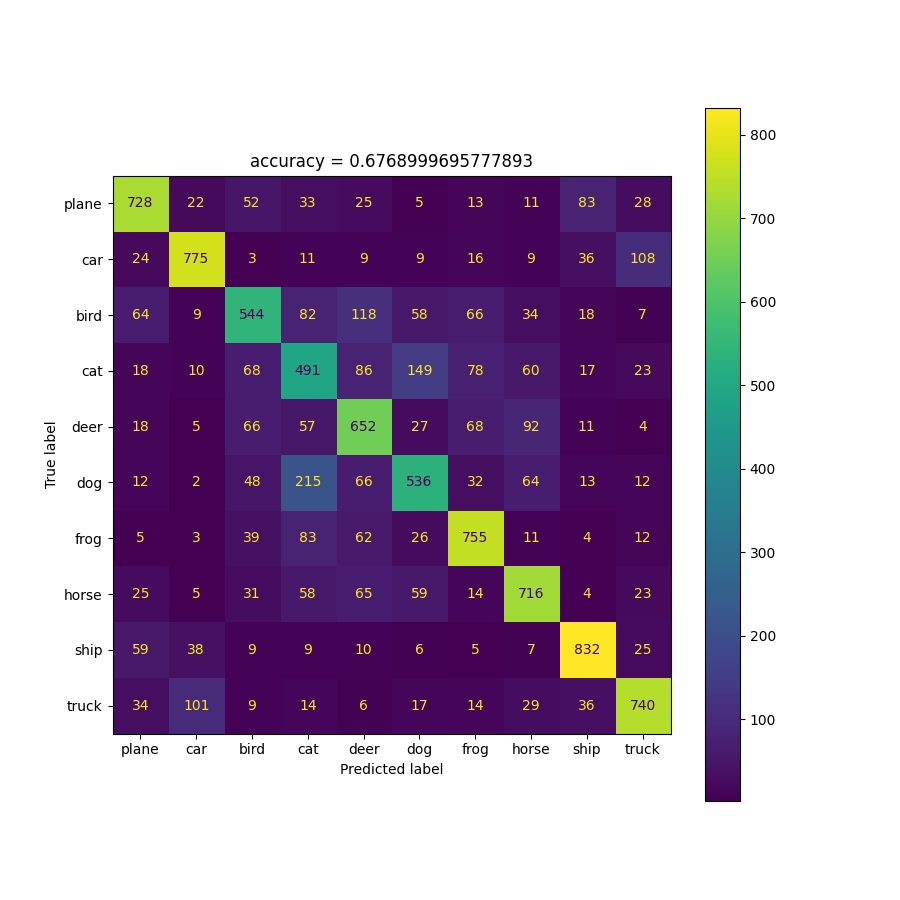 accuracy = 0.6768999695777893
plane 728 22 52 33 25 5 13 11 83 28
car 24 775 3 11 9 9 16 9 36 108
bird 64 9 544 82 118 58 66 34 18 7
cat 18 10 68 491 86 149 78 60 17 23
deer 18 5 66 57 652 27 68 92 11 4
dog 12 2 48 215 66 536 32 64 13 12
frog 5 3 39 83 62 26 755 11 4 12
horse 25 5 31 58 65 59 14 716 4 23
ship 59 38 9 9 10 6 5 7 832 25
truck 34 101 9 14 6 17 14 29 36 740
plane car bird cat deer dog frog horse ship truck
Predicted label
True label
800
700
600
500
400
300
200
100